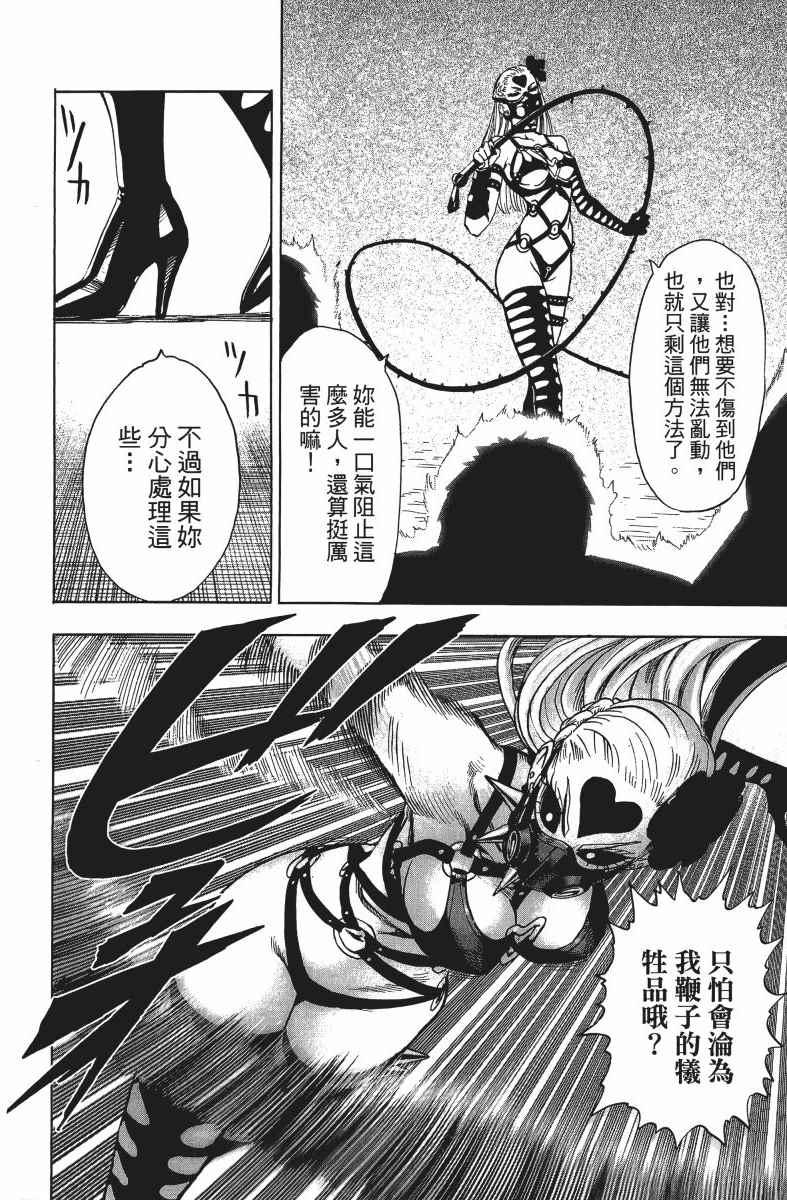 也對…想要不傷到他們
，又讓他們無法亂動，
也就只剩這個方法了。
妳能一口氣阻止這
麼多人，還算挺厲
害的嘛！
ツカ
ツカ
不過如果妳
分心處理這
些…
ビュッ
只怕會淪為
我鞭子的犧
牲品哦？